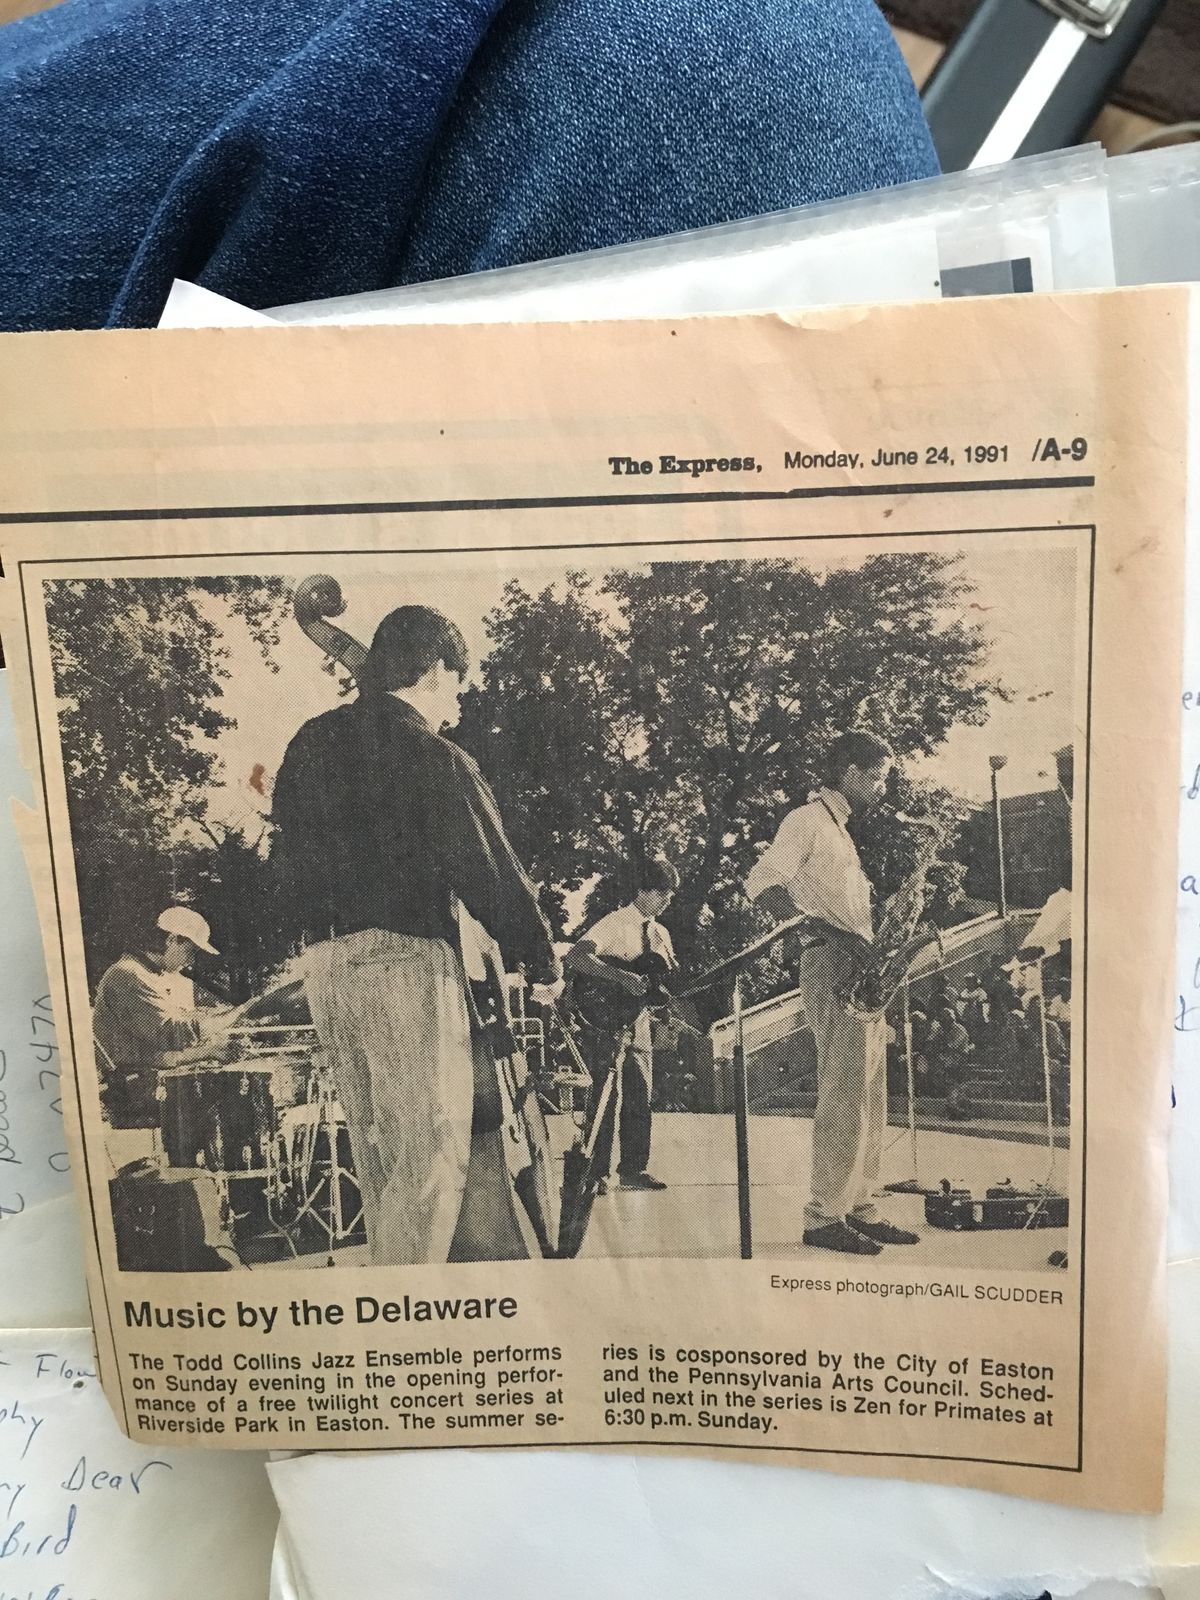 The Express, Monday, June 24, 1991 /A-9
Express photograph/GAIL SCUDDER
Music by the Delaware
The Todd Collins Jazz Ensemble performs
on Sunday evening in the opening perfor-
mance of a free twilight concert series at
Riverside Park in Easton. The summer se-
ries is cosponsored by the City of Easton
and the Pennsylvania Arts Council. Sched-
uled next in the series is Zen for Primates at
6:30 p.m. Sunday.
Dear
Bird